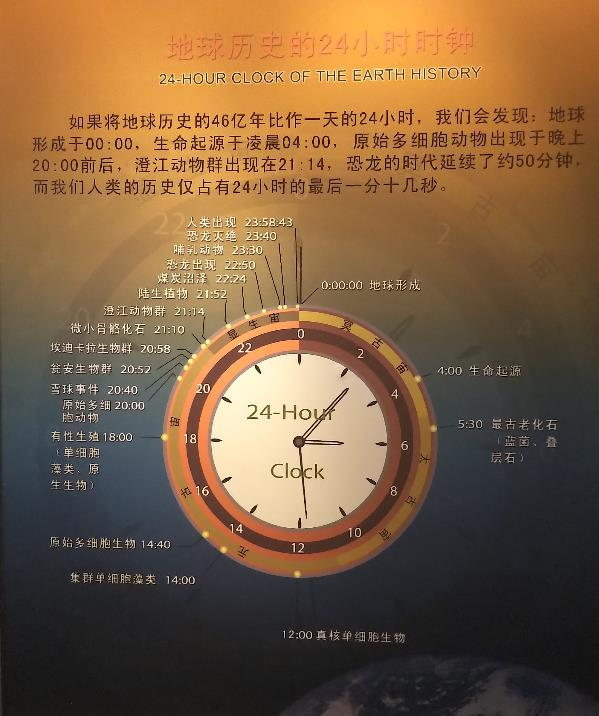 地球历史的24小时时钟
24-HOUR CLOCK OF THE EARTH HISTORY
如果将地球历史的46亿年比作一天的24小时，我们会发现：地球
形成于00:00，生命起源于凌晨04:00，原始多细胞动物出现于晚上
20:00前后，澄江动物群出现在21:14，恐龙的时代延续了约50分钟，
而我们人类的历史仅占有24小时的最后一分十几秒。
人类出现 23:58:43
恐龙灭绝 23:40
哺乳动物 23:30
恐龙出现 22:50
煤炭沼泽 22:24
陆生植物 21:52
澄江动物群 21:14
微小骨骼化石 21:10
埃迪卡拉生物群 20:58
瓮安生物群 20:52
雪球事件 20:40
原始多细 20:00
胞动物
有性生殖 18:00
（单细胞
藻类、原
生生物）
原始多细胞生物 14:40
集群单细胞藻类 14:00
12:00 真核单细胞生物
0:00:00 地球形成
4:00 生命起源
5:30 最古老化石
（蓝菌、叠
层石）
冥古宙
太古宙
元古宙
显生宙
0
2
4
6
8
10
12
14
16
18
20
22
24-Hour
Clock